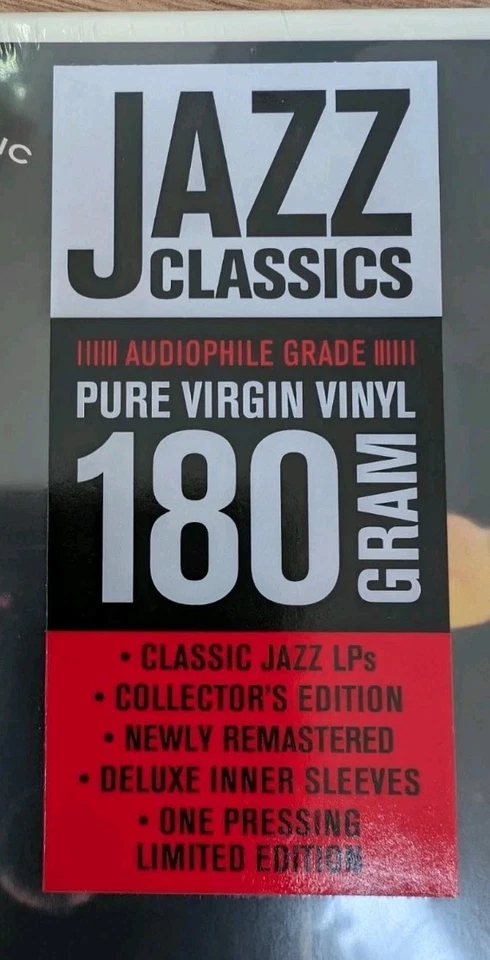 IC
JAZZ
CLASSICS
AUDIOPHILE GRADE
PURE VIRGIN VINYL
180 GRAM
• CLASSIC JAZZ LPs
• COLLECTOR'S EDITION
• NEWLY REMASTERED
• DELUXE INNER SLEEVES
• ONE PRESSING
LIMITED EDITION